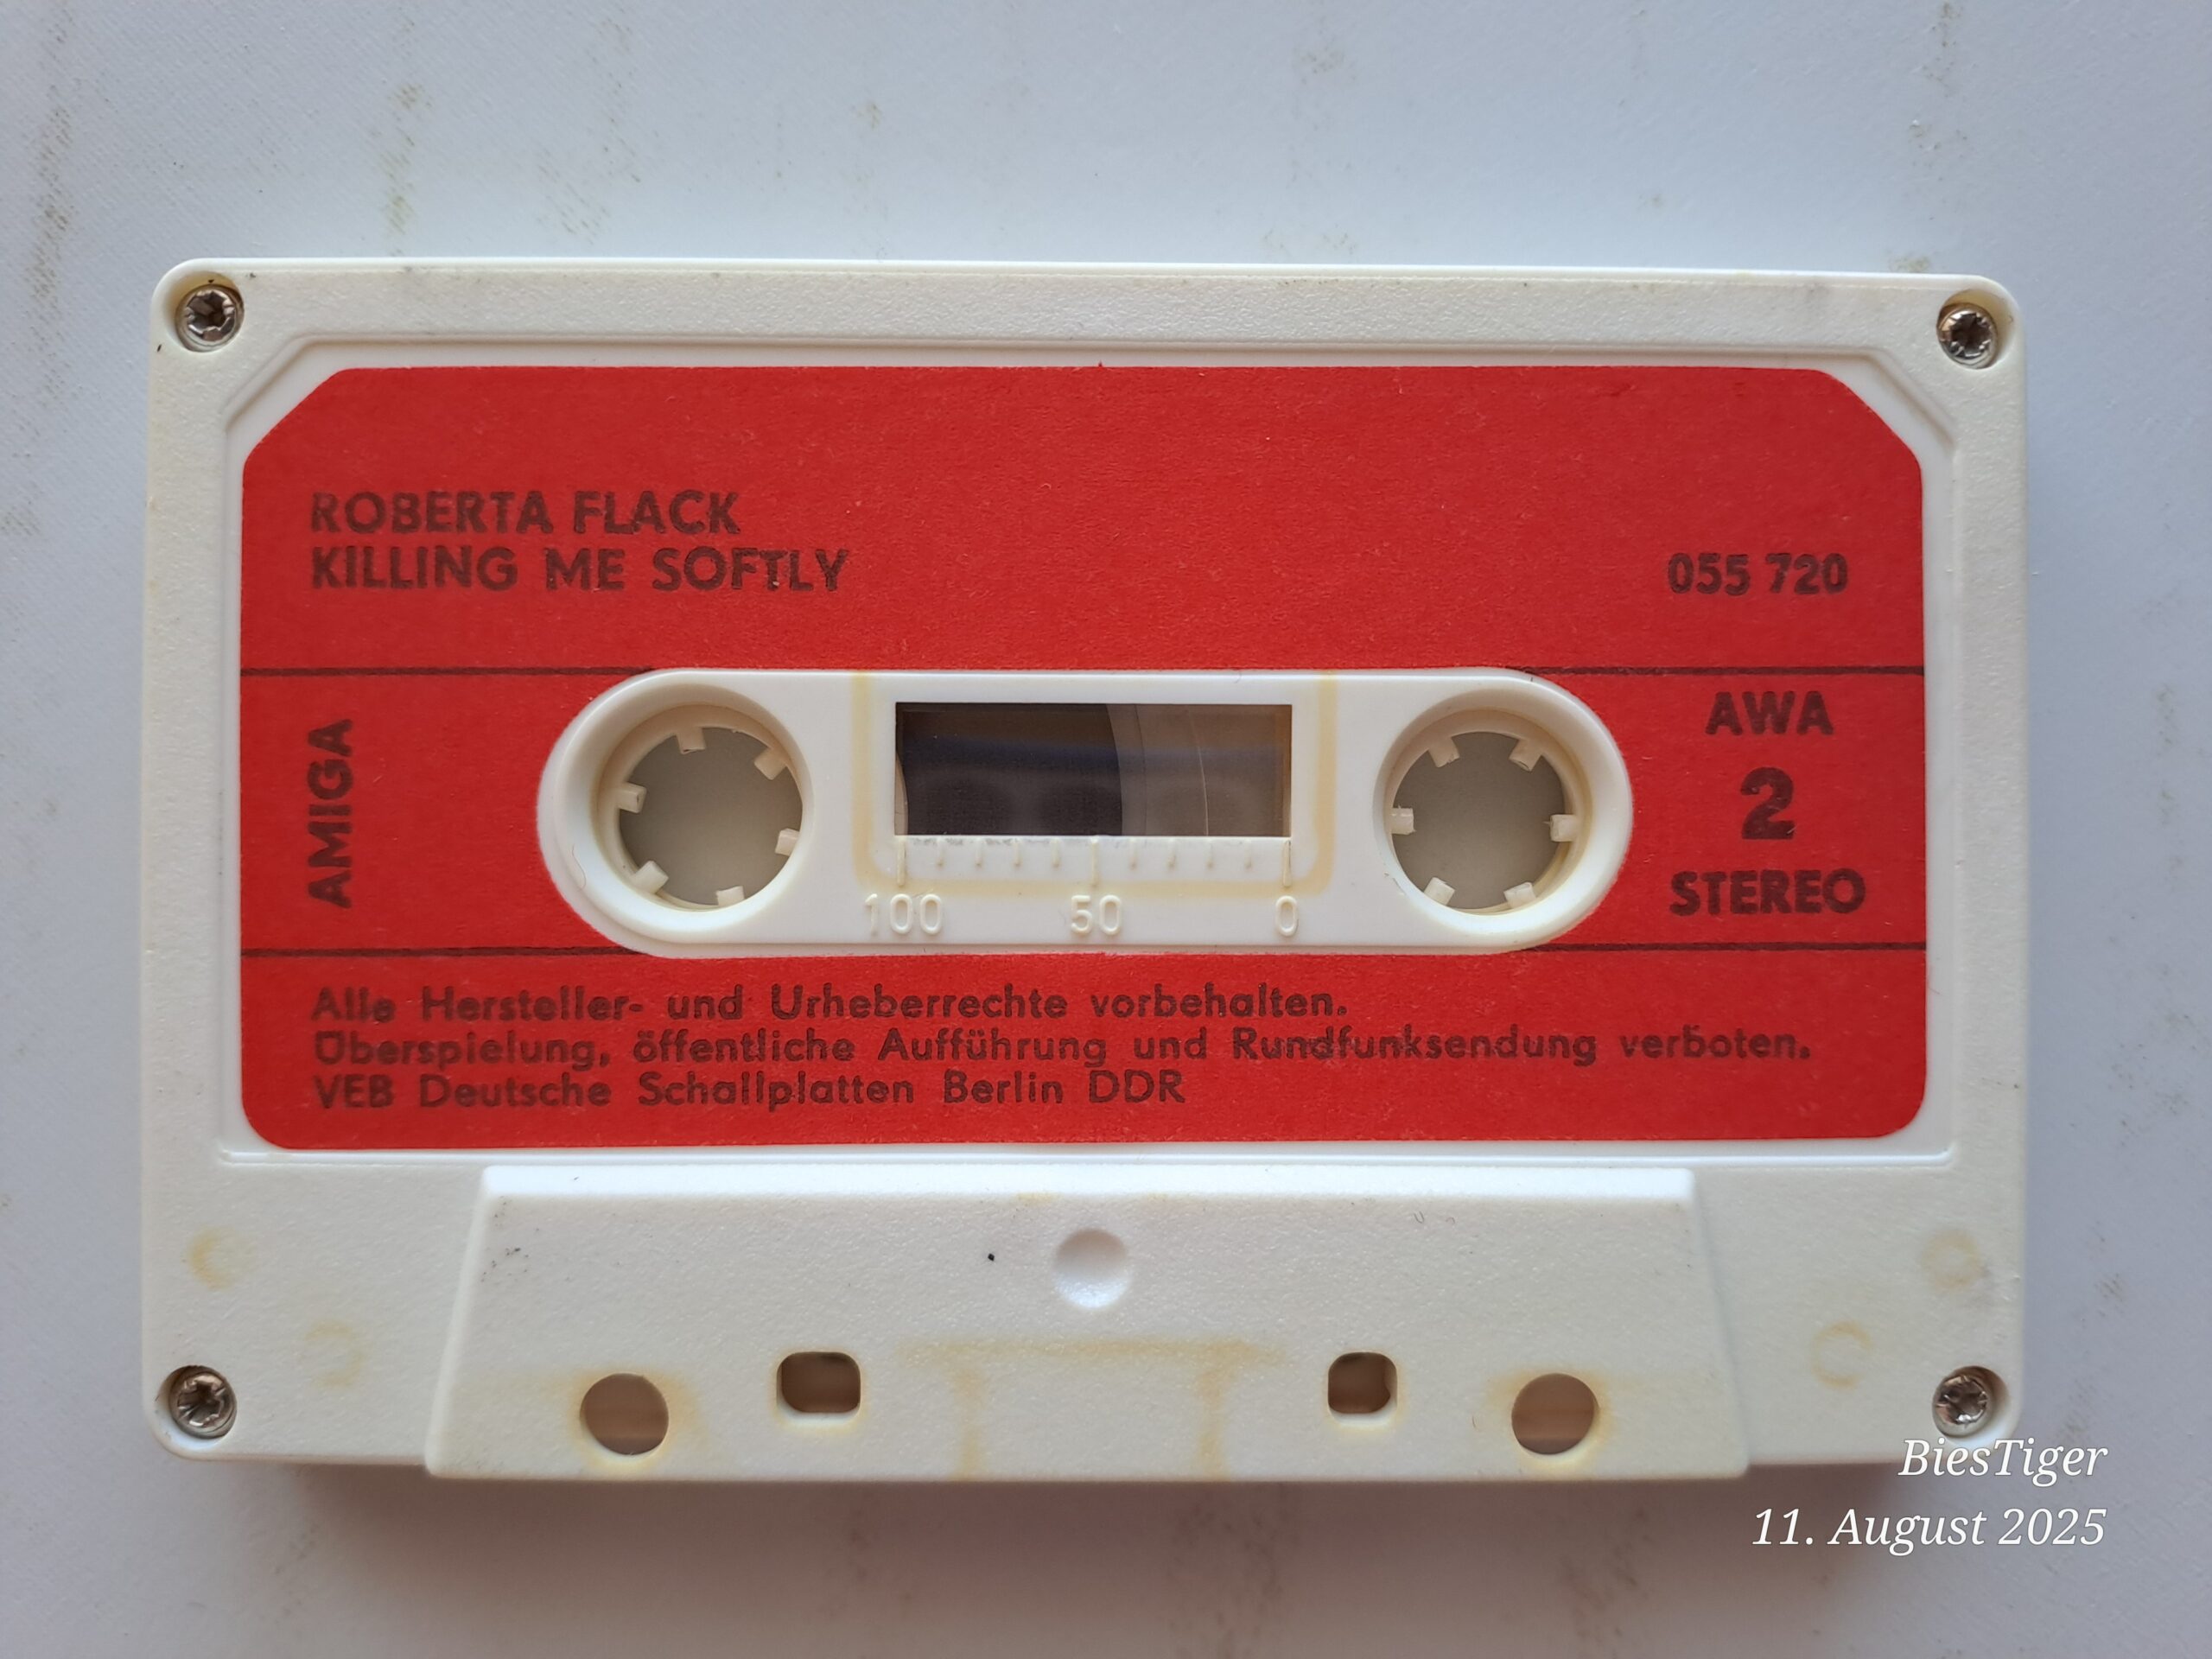 ROBERTA FLACK
KILLING ME SOFTLY
055 720
AMIGA
AWA
2
STEREO
100 50 0
Alle Hersteller- und Urheberrechte vorbehalten.
Überspielung, öffentliche Aufführung und Rundfunksendung verboten.
VEB Deutsche Schallplatten Berlin DDR
BiesTiger
11. August 2025